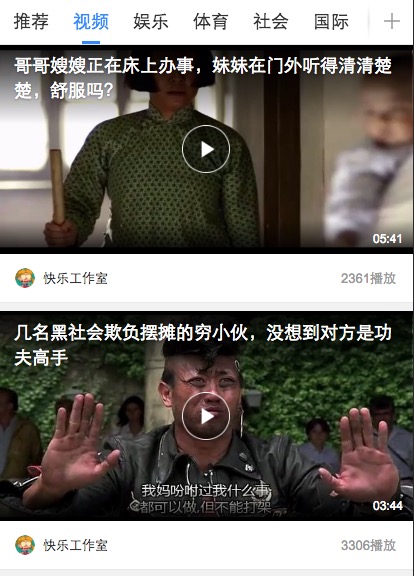 推荐 视频 娱乐 体育 社会 国际
哥哥嫂嫂正在床上办事，妹妹在门外听得清清楚
楚，舒服吗？
05:41
快乐工作室 2361播放
几名黑社会欺负摆摊的穷小伙，没想到对方是功
夫高手
我妈吩咐过我什么事
都可以做,但不能打架
03:44
快乐工作室 3306播放